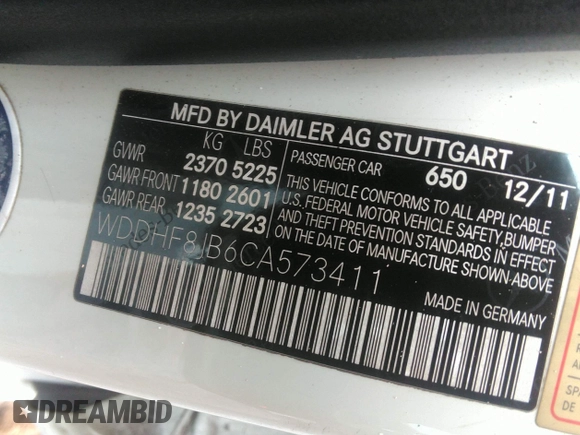 MFD BY DAIMLER AG STUTTGART
KG LBS
GVWR 2370 5225
GAWR FRONT 1180 2601
GAWR REAR 1235 2723
PASSENGER CAR 650 12/11
THIS VEHICLE CONFORMS TO ALL APPLICABLE
U.S. FEDERAL MOTOR VEHICLE SAFETY, BUMPER,
AND THEFT PREVENTION STANDARDS IN EFFECT
ON THE DATE OF MANUFACTURE SHOWN ABOVE.
WDDHF8JB6CA573411
MADE IN GERMANY
SPA
DE
DREAMBID